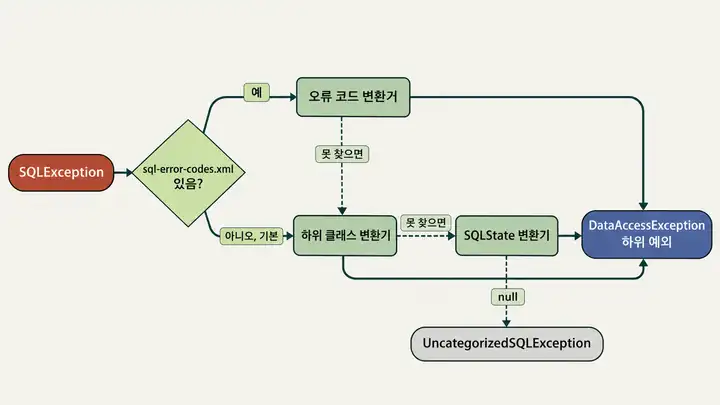 예
오류 코드 변환거
SQLException
sql-error-codes.xml
있음?
못 찾으면
아니오, 기본
하위 클래스 변환기
못 찾으면
SQLState 변환기
DataAccessException
하위 예외
null
UncategorizedSQLException